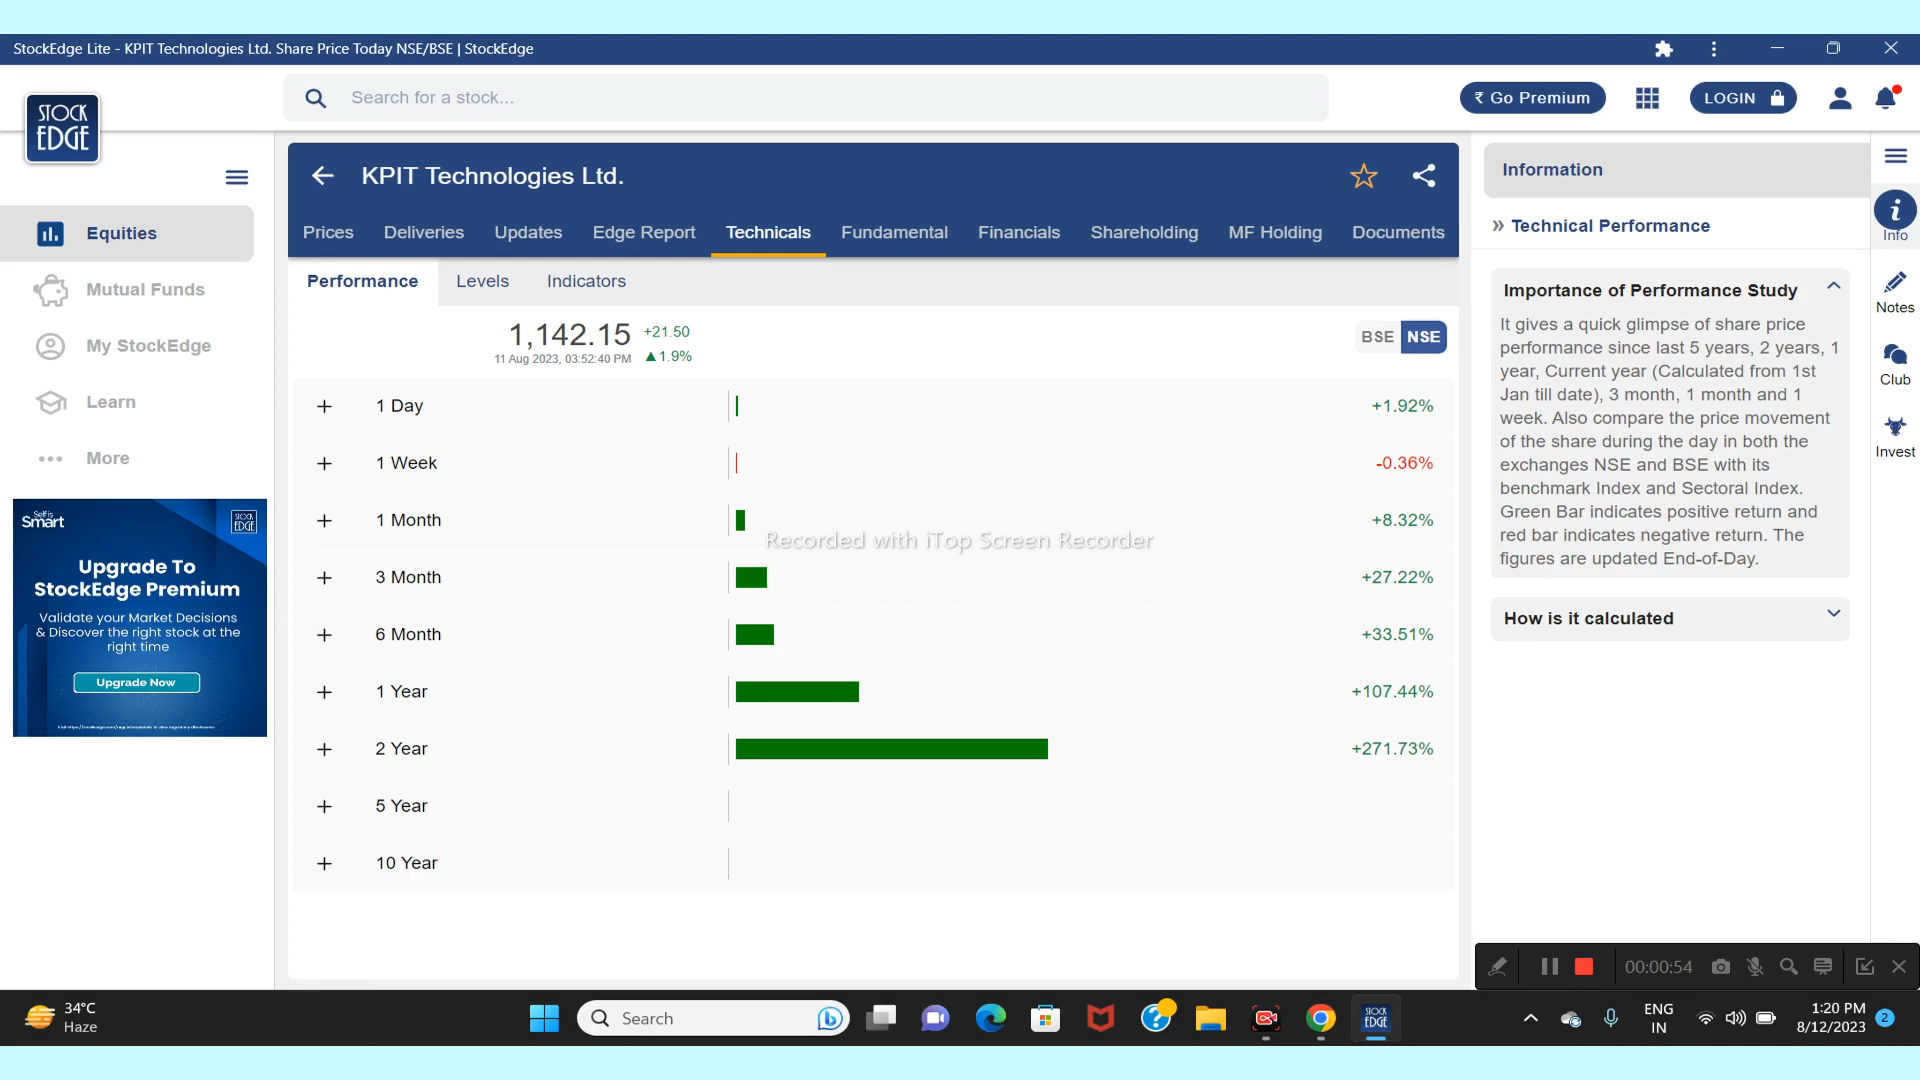 StockEdge Lite - KPIT Technologies Ltd. Share Price Today NSE/BSE | StockEdge
STOCK
EDGE
Search for a stock...
₹ Go Premium
LOGIN
Equities
Mutual Funds
My StockEdge
Learn
More
Self is
Smart
STOCK
EDGE
Upgrade To
StockEdge Premium
Validate your Market Decisions
& Discover the right stock at the
right time
Upgrade Now
KPIT Technologies Ltd.
Prices Deliveries Updates Edge Report Technicals Fundamental Financials Shareholding MF Holding Documents
Performance Levels Indicators
1,142.15 +21.50
11 Aug 2023, 03:52:40 PM ▲1.9%
BSE NSE
+ 1 Day +1.92%
+ 1 Week -0.36%
+ 1 Month +8.32%
Recorded with iTop Screen Recorder
+ 3 Month +27.22%
+ 6 Month +33.51%
+ 1 Year +107.44%
+ 2 Year +271.73%
+ 5 Year
+ 10 Year
Information
» Technical Performance
Importance of Performance Study
It gives a quick glimpse of share price
performance since last 5 years, 2 years, 1
year, Current year (Calculated from 1st
Jan till date), 3 month, 1 month and 1
week. Also compare the price movement
of the share during the day in both the
exchanges NSE and BSE with its
benchmark Index and Sectoral Index.
Green Bar indicates positive return and
red bar indicates negative return. The
figures are updated End-of-Day.
How is it calculated
Info
Notes
Club
Invest
00:00:54
34°C
Haze
Search
STOCK
EDGE
ENG
IN
1:20 PM
8/12/2023
2